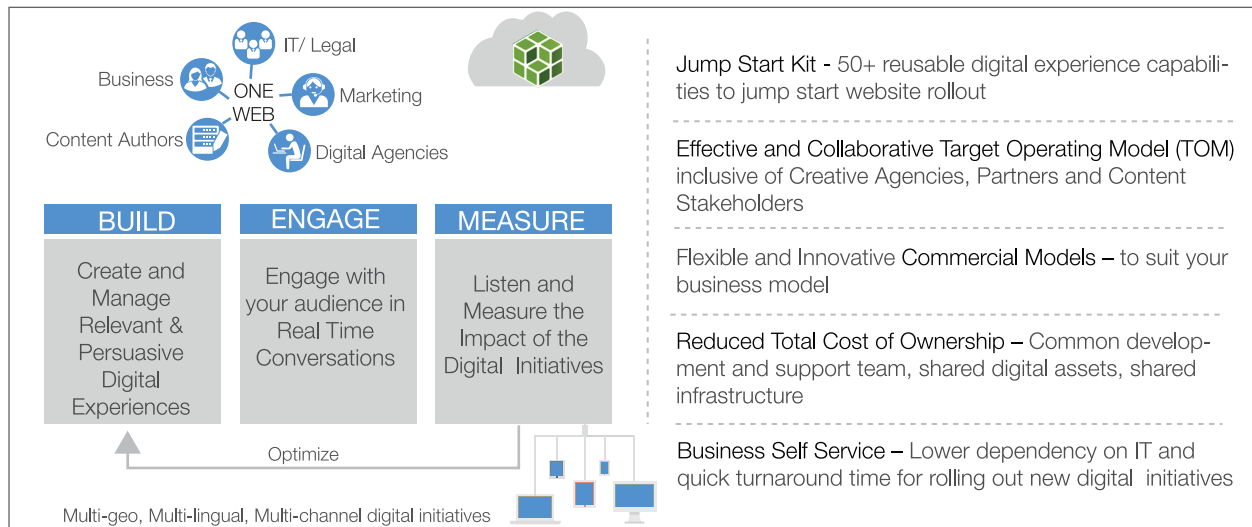 IT/ Legal
Business
ONE
WEB
Marketing
Content Authors
Digital Agencies
BUILD
Create and
Manage
Relevant &
Persuasive
Digital
Experiences
ENGAGE
Engage with
your audience in
Real Time
Conversations
MEASURE
Listen and
Measure the
Impact of the
Digital Initiatives
Optimize
Multi-geo, Multi-lingual, Multi-channel digital initiatives
Jump Start Kit - 50+ reusable digital experience capabili-
ties to jump start website rollout
Effective and Collaborative Target Operating Model (TOM)
inclusive of Creative Agencies, Partners and Content
Stakeholders
Flexible and Innovative Commercial Models – to suit your
business model
Reduced Total Cost of Ownership – Common develop-
ment and support team, shared digital assets, shared
infrastructure
Business Self Service – Lower dependency on IT and
quick turnaround time for rolling out new digital initiatives